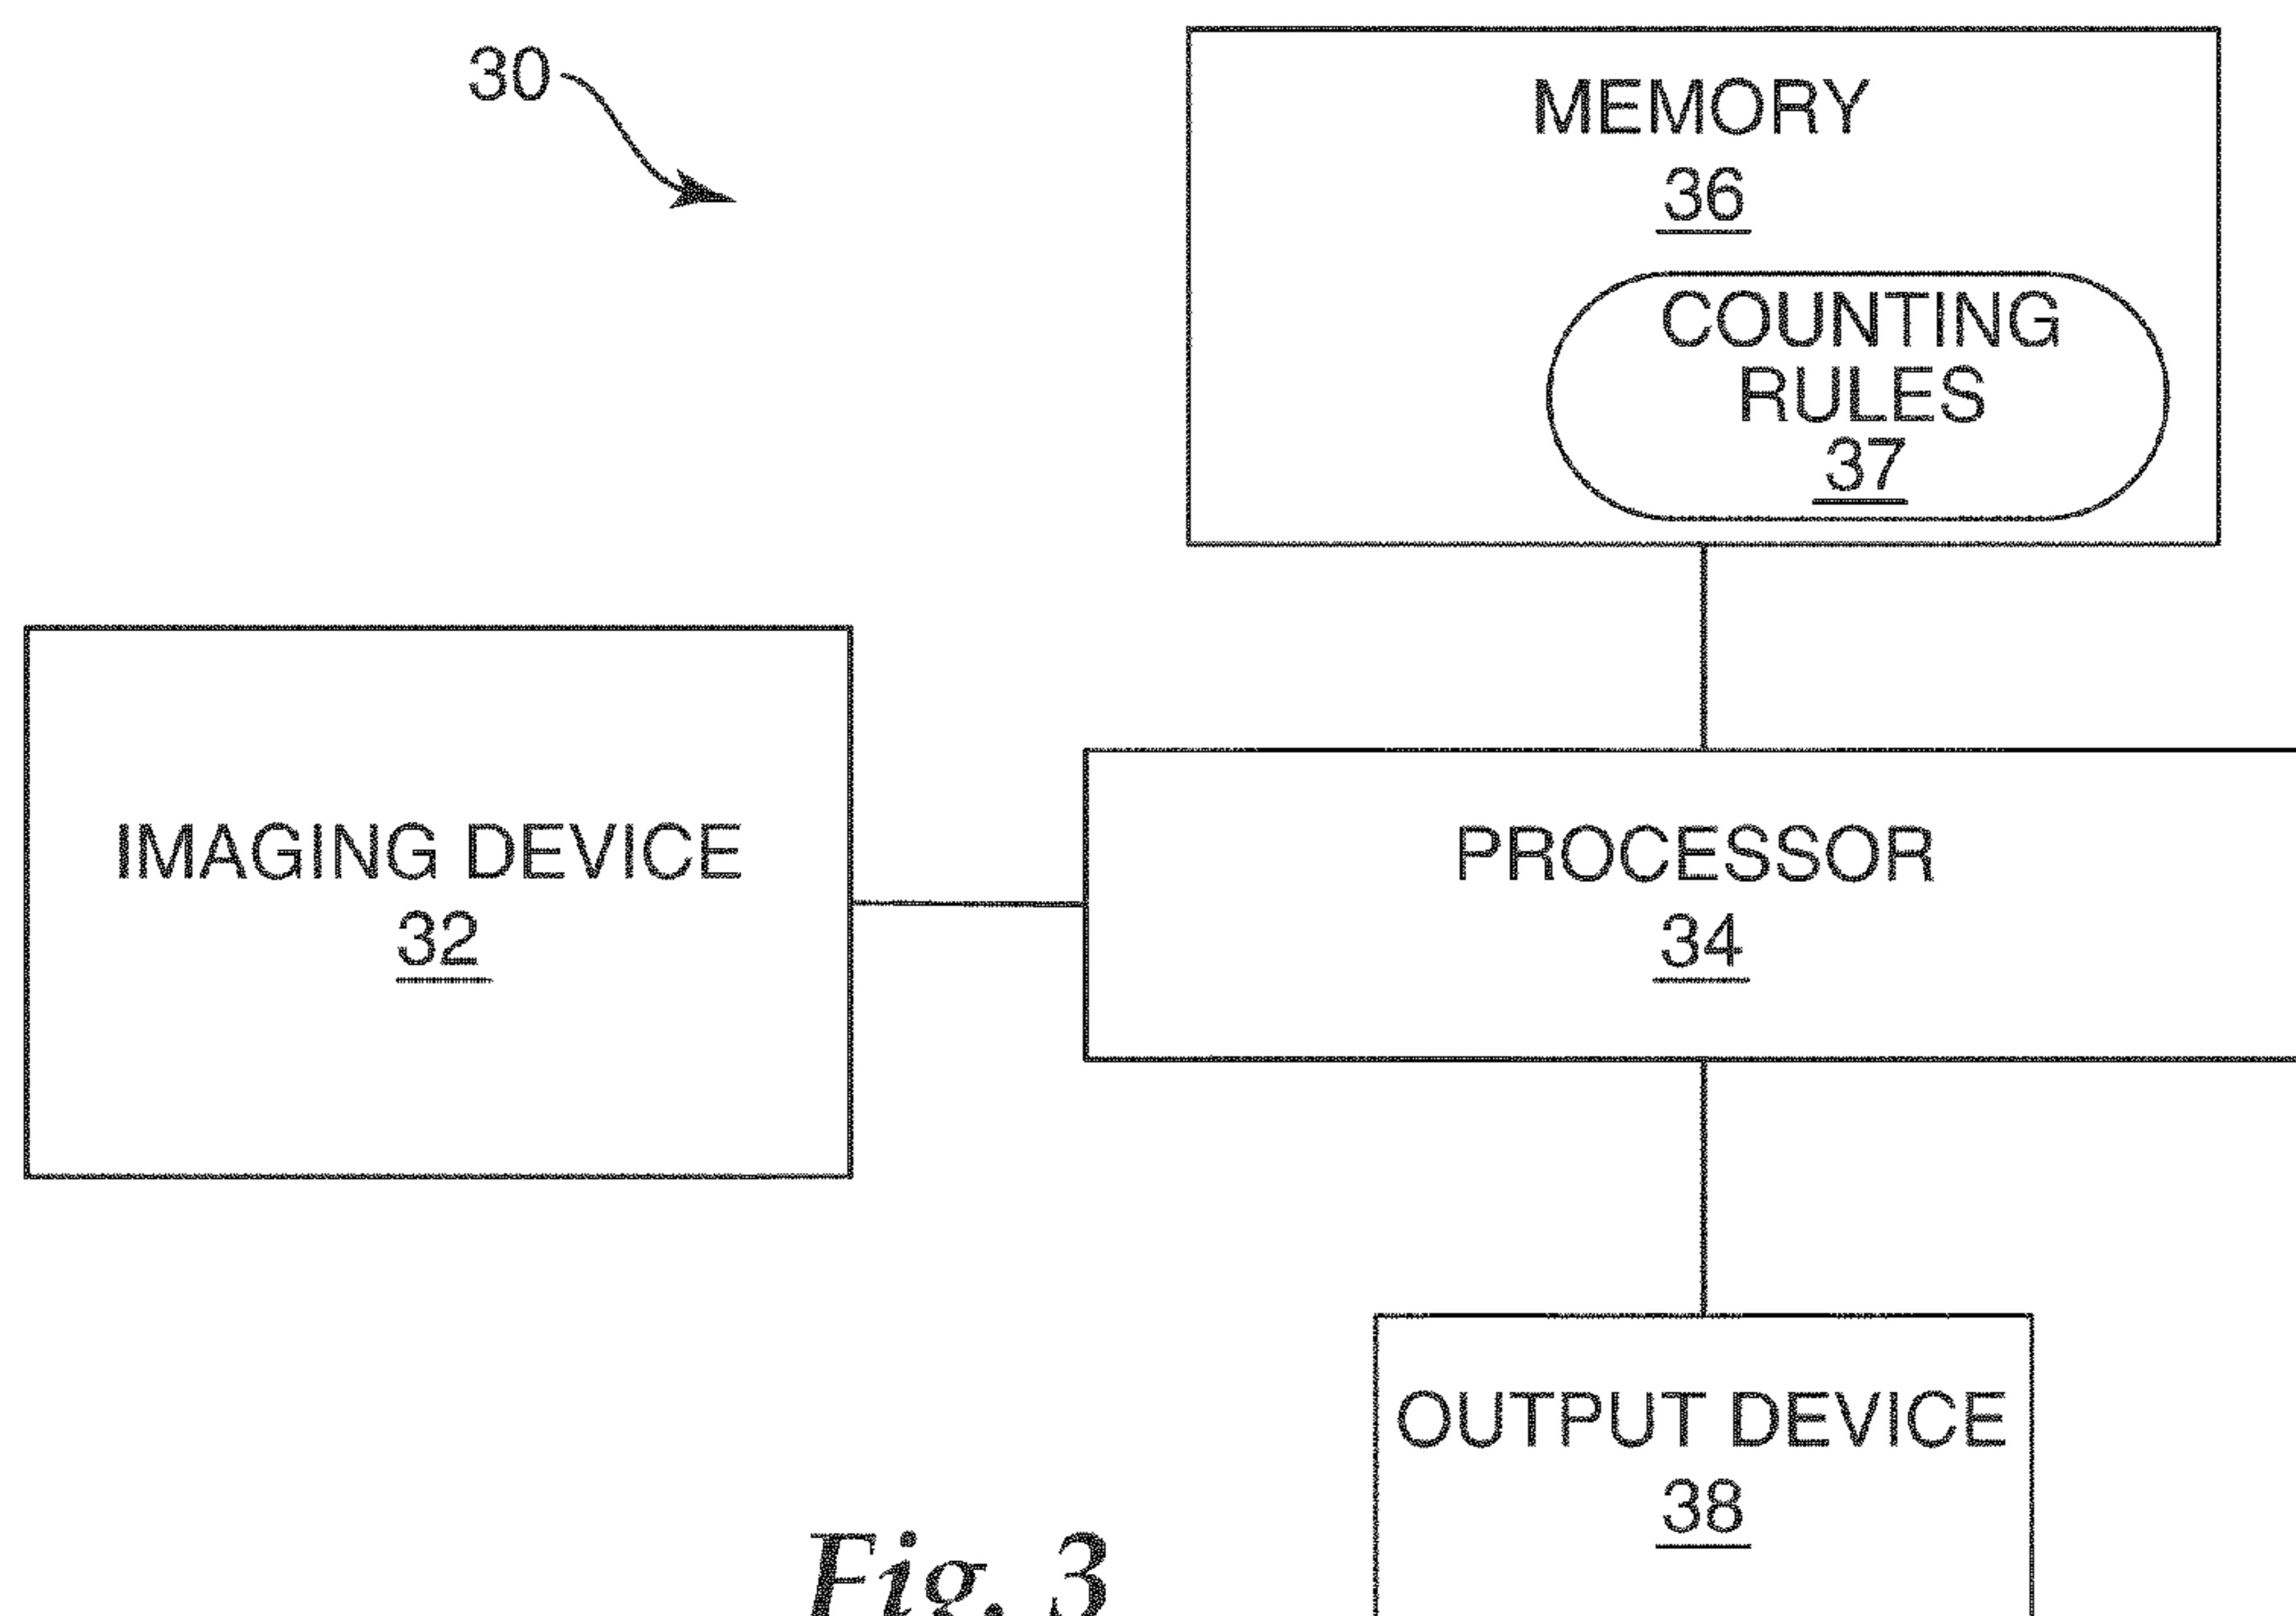 30
MEMORY
36
COUNTING
RULES
37
IMAGING DEVICE
32
PROCESSOR
34
OUTPUT DEVICE
38
Fig. 3